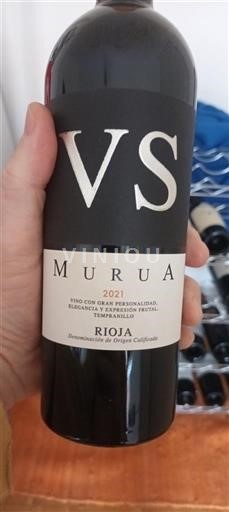 VS
VINIOU
MURUA
2021
VINO CON GRAN PERSONALIDAD,
ELEGANCIA Y EXPRESIÓN FRUTAL.
TEMPRANILLO
RIOJA
Denominación de Origen Calificada